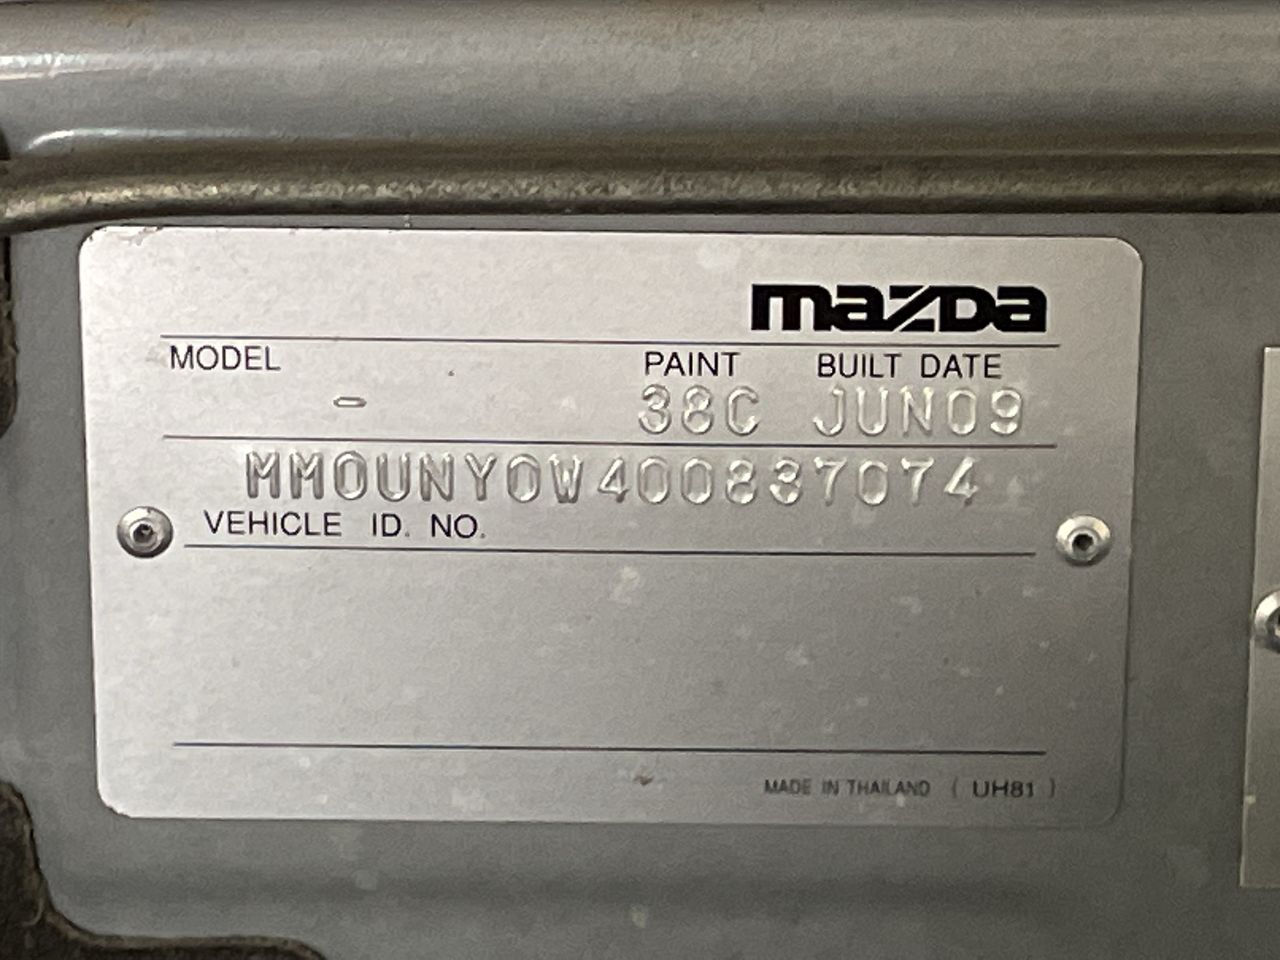 mazda
MODEL PAINT BUILT DATE
- 38C JUN09
MM0UNY0W400837074
VEHICLE ID. NO.
MADE IN THAILAND ( UH81 )